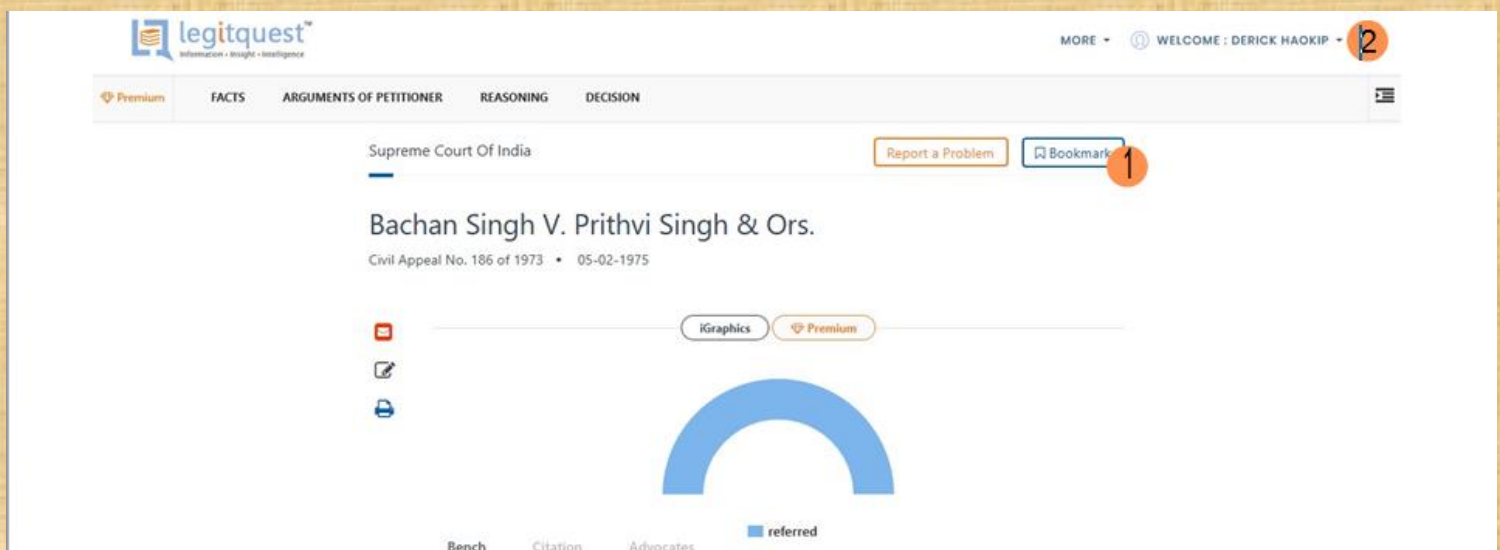 legitquest™
Information • Insight • Intelligence
MORE
WELCOME : DERICK HAOKIP
2
Premium
FACTS
ARGUMENTS OF PETITIONER
REASONING
DECISION
Supreme Court Of India
Report a Problem
Bookmark
1
Bachan Singh V. Prithvi Singh & Ors.
Civil Appeal No. 186 of 1973 • 05-02-1975
iGraphics
Premium
referred
Bench
Citation
Advocates